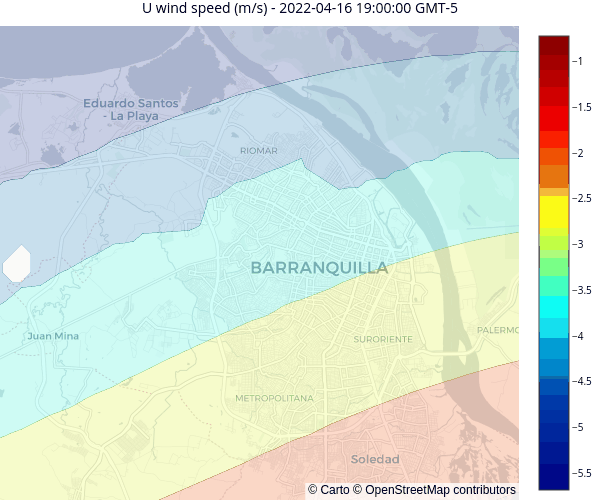 U wind speed (m/s) - 2022-04-16 19:00:00 GMT-5
Eduardo Santos
- La Playa
RIOMAR
BARRANQUILLA
Juan Mina
SURORIENTE
PALERMO
METROPOLITANA
Soledad
© Carto © OpenStreetMap contributors
−1
−1.5
−2
−2.5
−3
−3.5
−4
−4.5
−5
−5.5